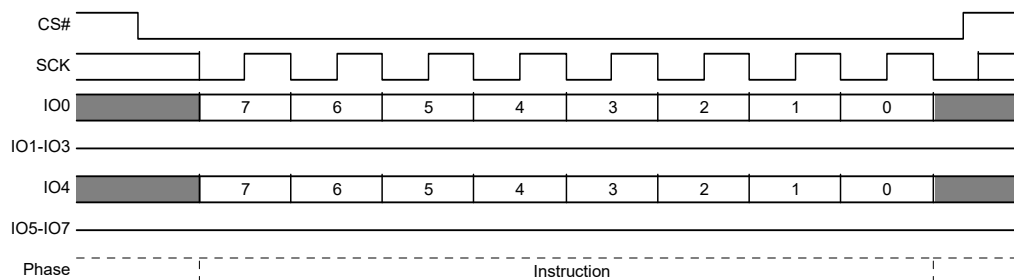 CS#
SCK
IO0 7 6 5 4 3 2 1 0
IO1-IO3
IO4 7 6 5 4 3 2 1 0
IO5-IO7
Phase Instruction